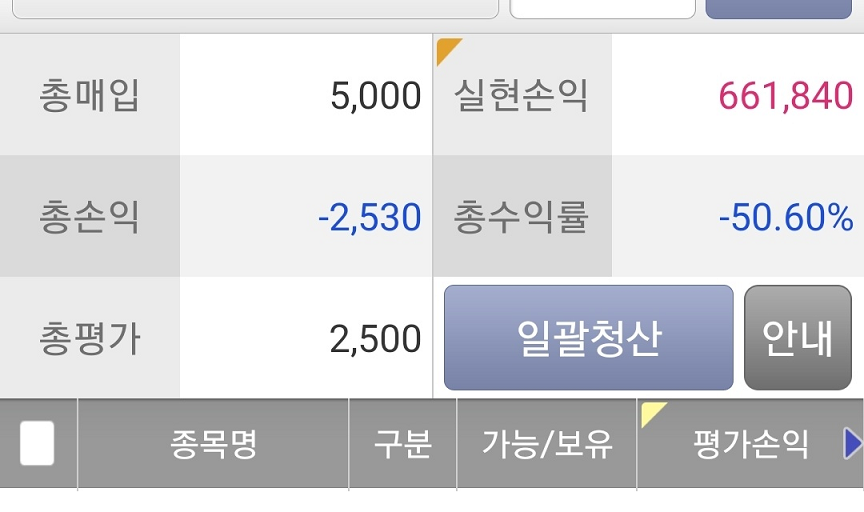 총매입 5,000 실현손익 661,840
총손익 -2,530 총수익률 -50.60%
총평가 2,500 일괄청산 안내
종목명 구분 가능/보유 평가손익